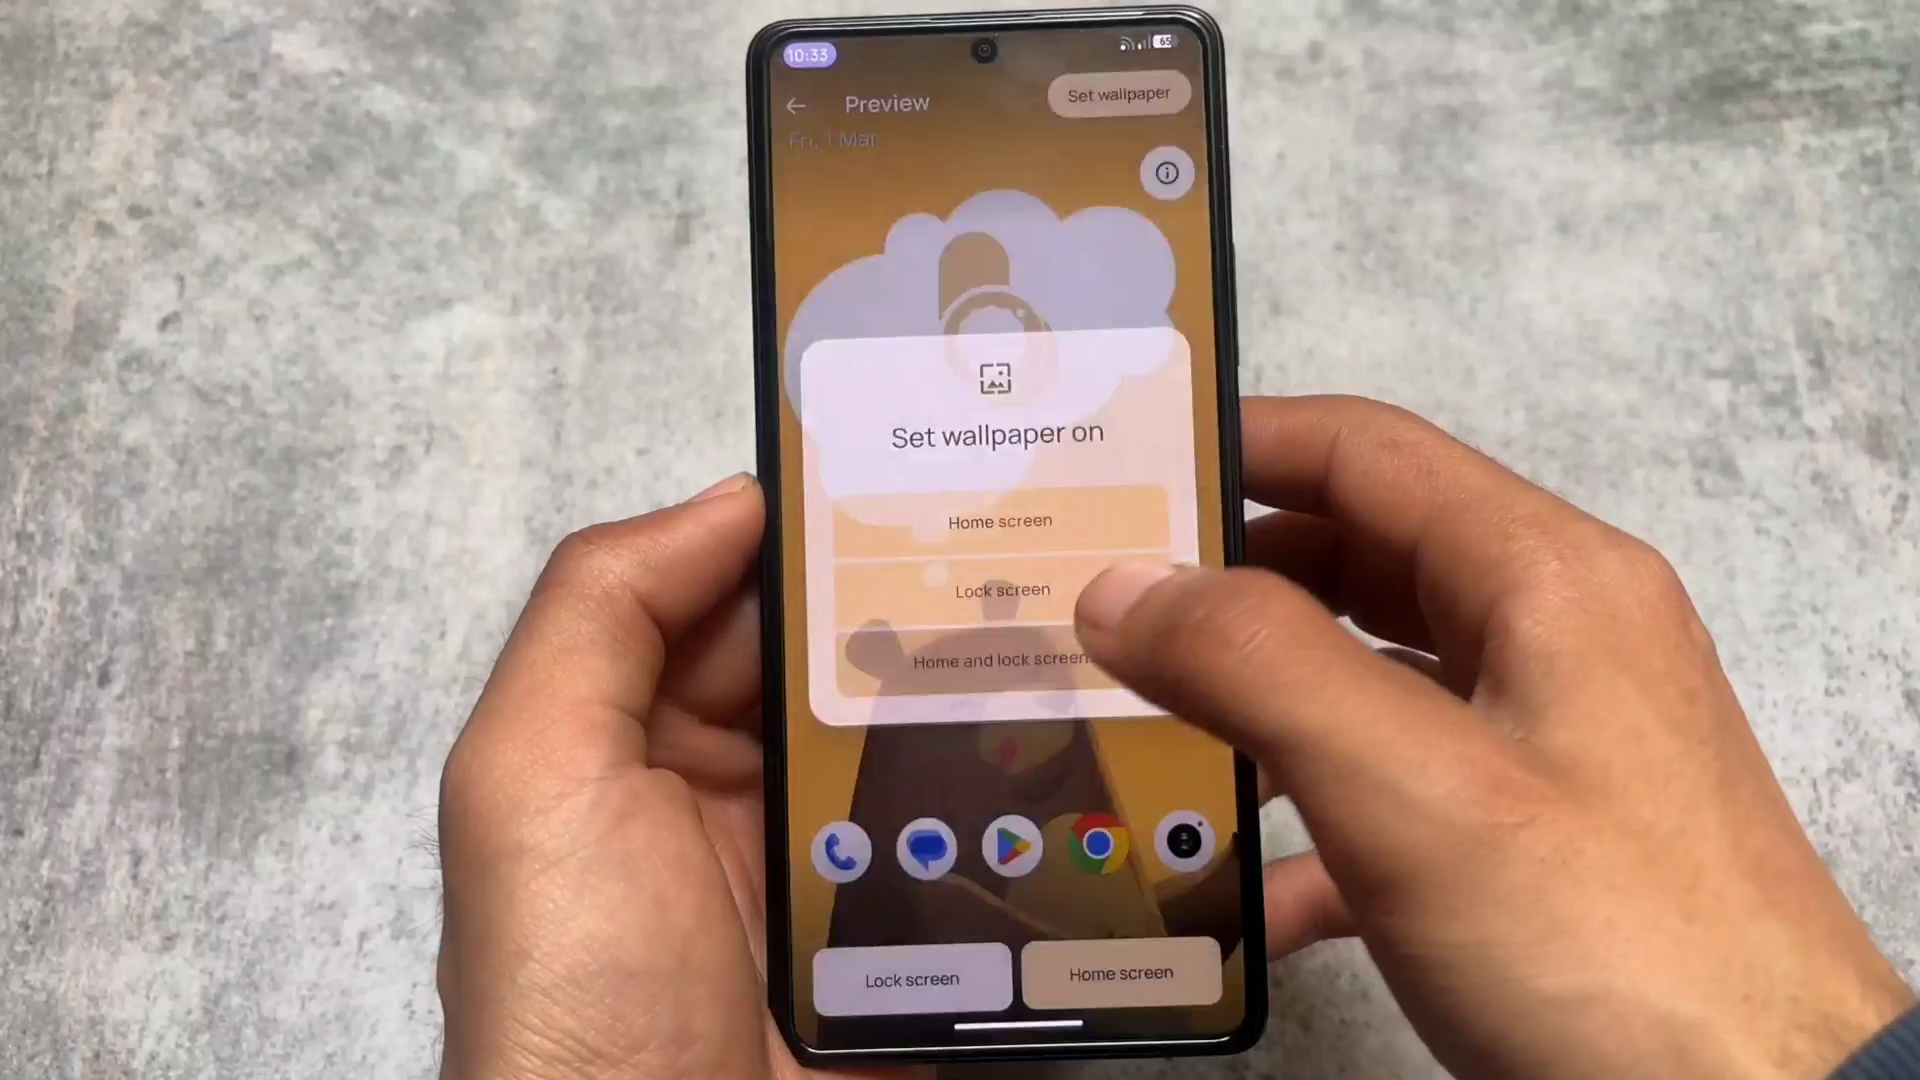 10:33
65
Preview
Set wallpaper
Fri, 1 Mar
Set wallpaper on
Home screen
Lock screen
Home and lock screen
Lock screen
Home screen